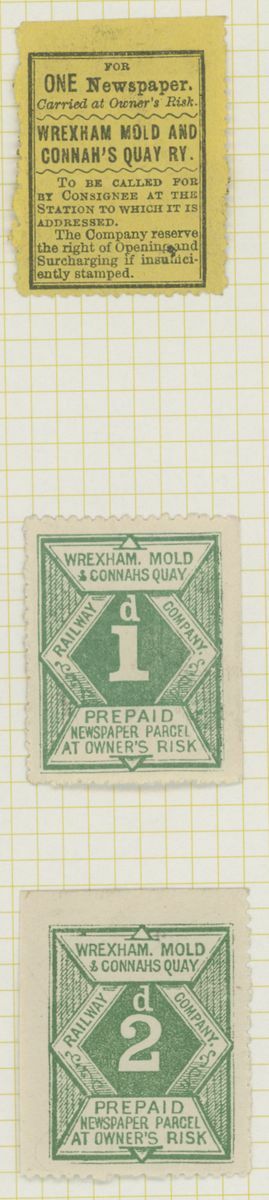 FOR
ONE Newspaper.
Carried at Owner's Risk.
WREXHAM MOLD AND
CONNAH'S QUAY RY.
TO BE CALLED FOR
BY CONSIGNEE AT THE
STATION TO WHICH IT IS
ADDRESSED.
The Company reserve
the right of Opening and
Surcharging if insuffici-
ently stamped.
WREXHAM. MOLD
& CONNAHS QUAY
RAILWAY COMPANY.
d
1
PREPAID
NEWSPAPER PARCEL
AT OWNER'S RISK
WREXHAM. MOLD
& CONNAHS QUAY
RAILWAY COMPANY.
d
2
PREPAID
NEWSPAPER PARCEL
AT OWNER'S RISK